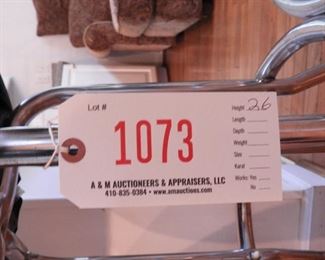 Lot #
1073
A & M AUCTIONEERS & APPRAISERS, LLC
410-835-0384 • www.amauctions.com
Height 36
Length
Depth
Weight
Size
Karat
Works: Yes
No